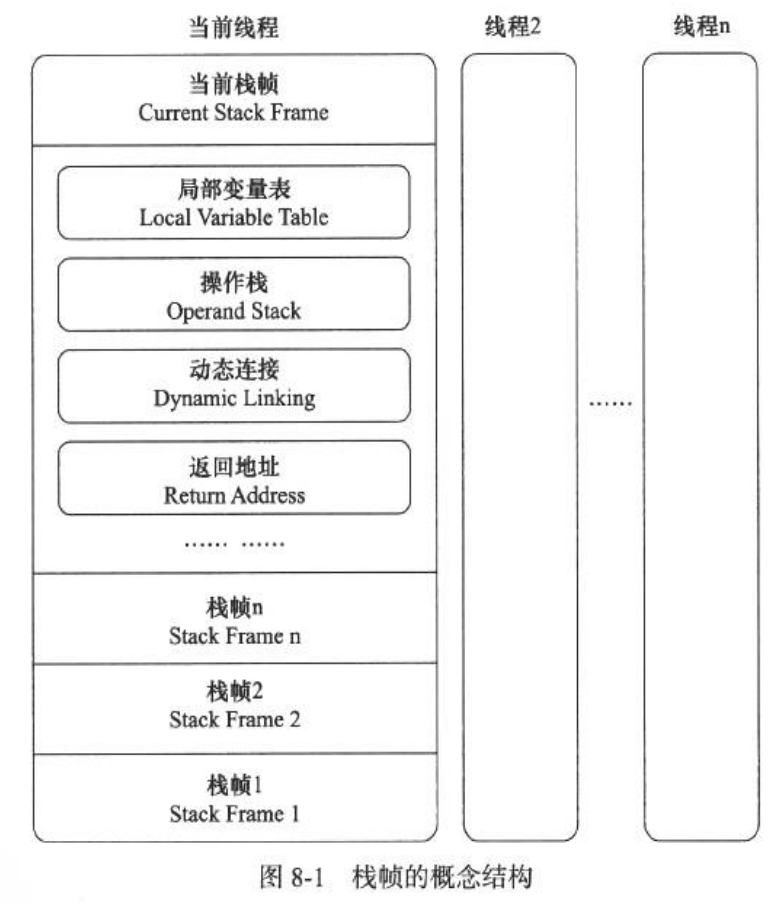 当前线程
线程2
线程n
当前栈帧
Current Stack Frame
局部变量表
Local Variable Table
操作栈
Operand Stack
动态连接
Dynamic Linking
……
返回地址
Return Address
…… ……
栈帧n
Stack Frame n
栈帧2
Stack Frame 2
栈帧1
Stack Frame 1
图 8-1 栈帧的概念结构